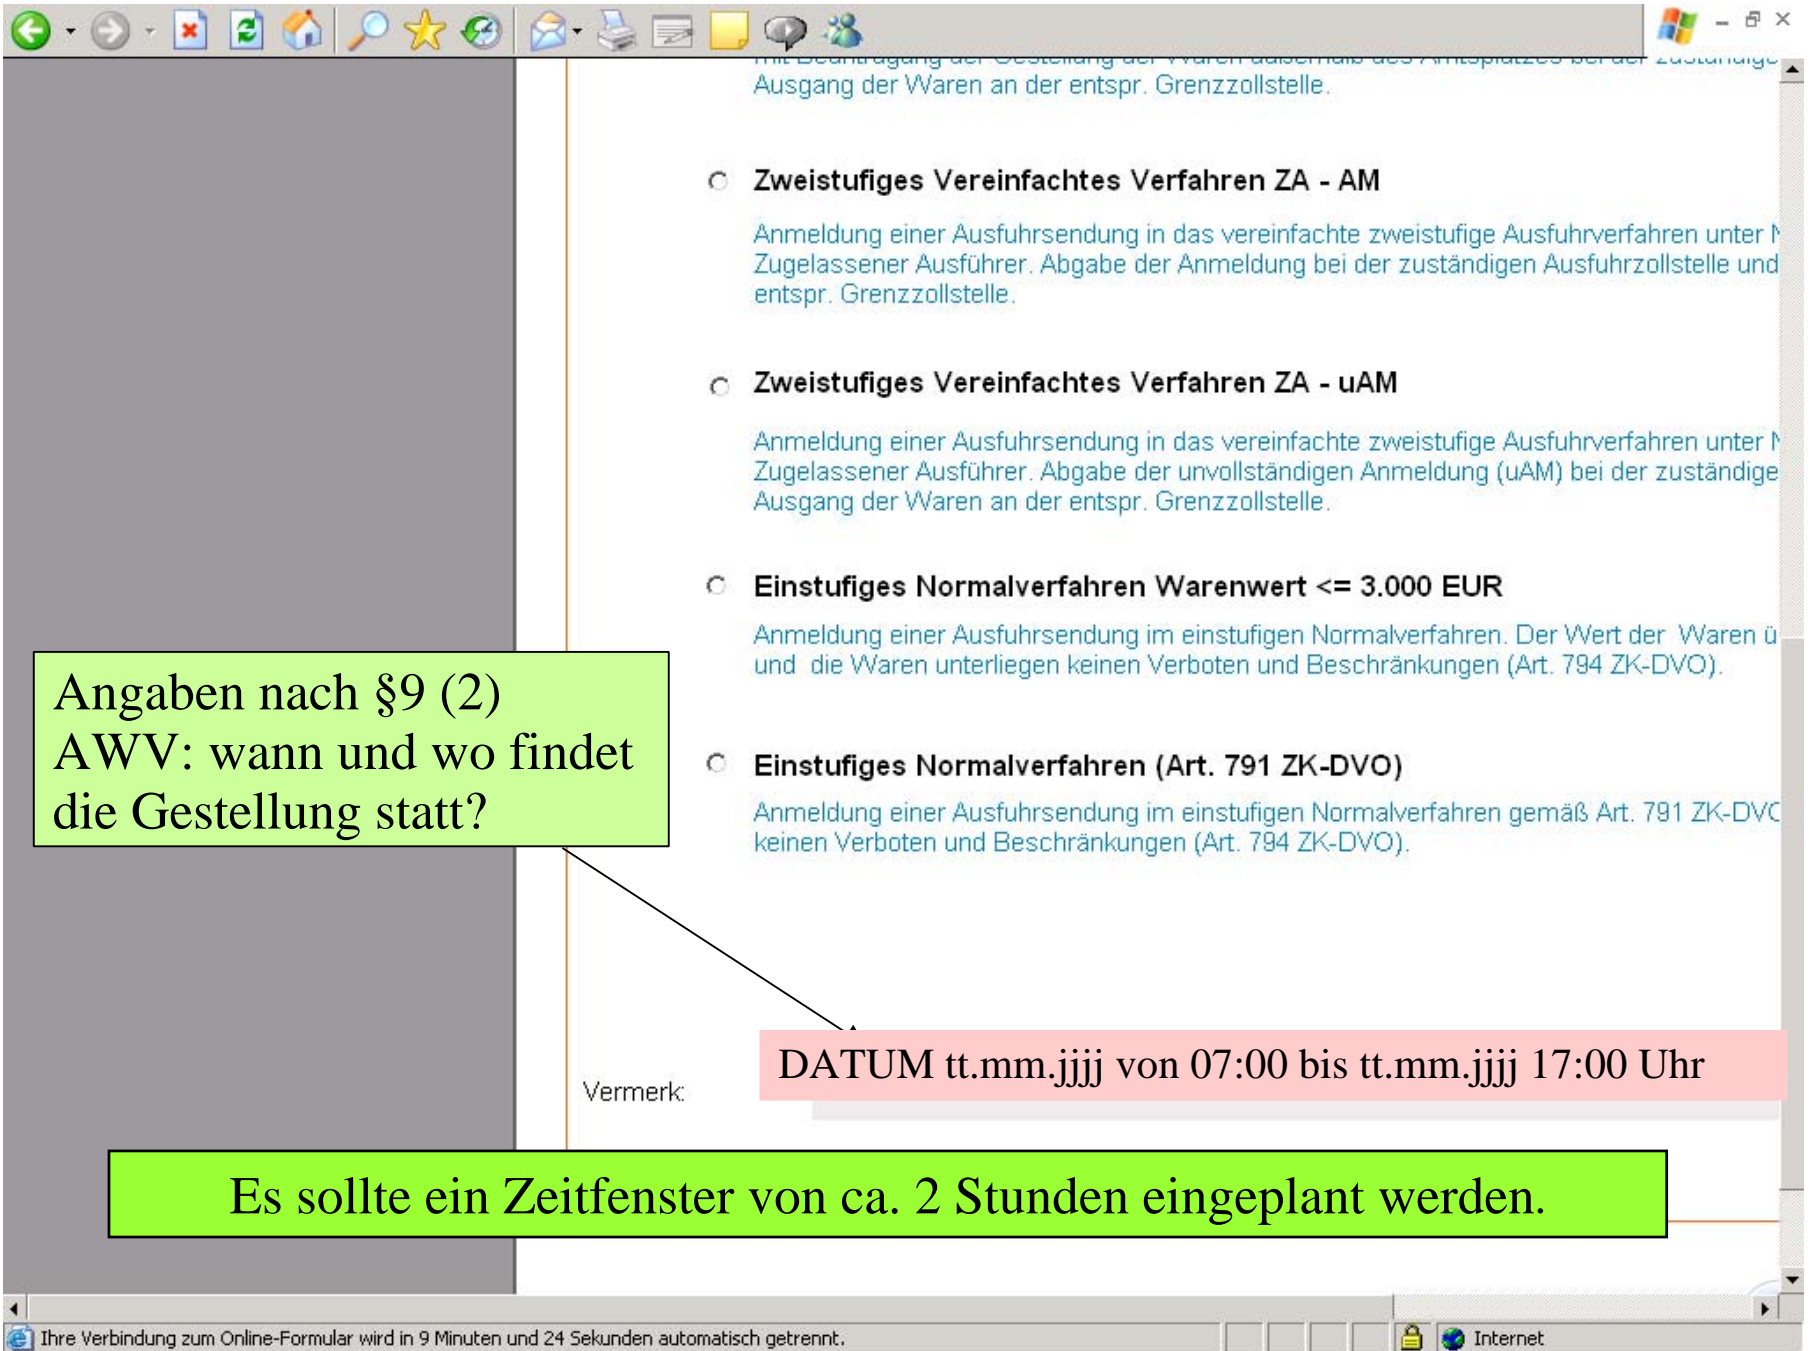 Ausgang der Waren an der entspr. Grenzzollstelle.
Zweistufiges Vereinfachtes Verfahren ZA - AM
Anmeldung einer Ausfuhrsendung in das vereinfachte zweistufige Ausfuhrverfahren unter
Zugelassener Ausführer. Abgabe der Anmeldung bei der zuständigen Ausfuhrzollstelle und
entspr. Grenzzollstelle.
Zweistufiges Vereinfachtes Verfahren ZA - uAM
Anmeldung einer Ausfuhrsendung in das vereinfachte zweistufige Ausfuhrverfahren unter
Zugelassener Ausführer. Abgabe der unvollständigen Anmeldung (uAM) bei der zuständige
Ausgang der Waren an der entspr. Grenzzollstelle.
Einstufiges Normalverfahren Warenwert <= 3.000 EUR
Anmeldung einer Ausfuhrsendung im einstufigen Normalverfahren. Der Wert der Waren ü
und die Waren unterliegen keinen Verboten und Beschränkungen (Art. 794 ZK-DVO).
Angaben nach §9 (2)
AWV: wann und wo findet
die Gestellung statt?
Einstufiges Normalverfahren (Art. 791 ZK-DVO)
Anmeldung einer Ausfuhrsendung im einstufigen Normalverfahren gemäß Art. 791 ZK-DVO
keinen Verboten und Beschränkungen (Art. 794 ZK-DVO).
DATUM tt.mm.jjjj von 07:00 bis tt.mm.jjjj 17:00 Uhr
Vermerk:
Es sollte ein Zeitfenster von ca. 2 Stunden eingeplant werden.
Ihre Verbindung zum Online-Formular wird in 9 Minuten und 24 Sekunden automatisch getrennt.
Internet